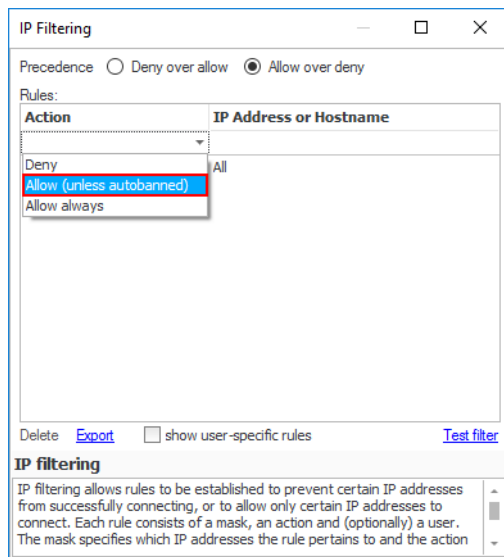 IP Filtering
Precedence Deny over allow Allow over deny
Rules:
Action IP Address or Hostname
Deny All
Allow (unless autobanned)
Allow always
Delete Export show user-specific rules Test filter
IP filtering
IP filtering allows rules to be established to prevent certain IP addresses
from successfully connecting, or to allow only certain IP addresses to
connect. Each rule consists of a mask, an action and (optionally) a user.
The mask specifies which IP addresses the rule pertains to and the action